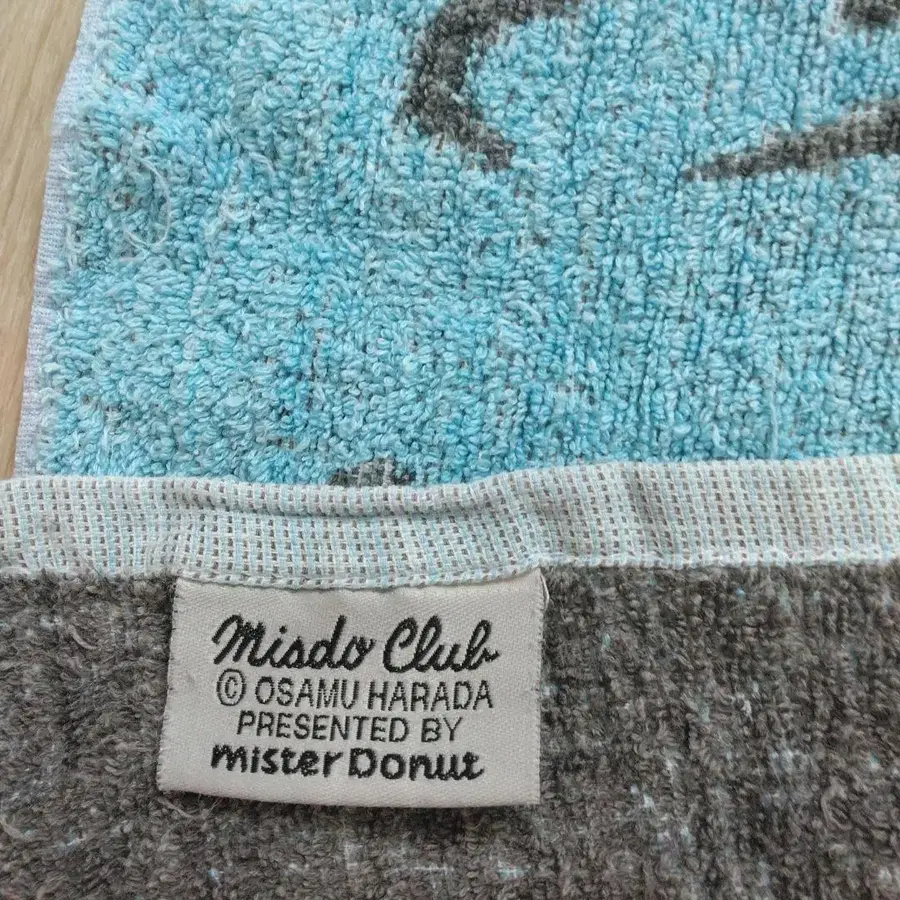 Misdo Club
© OSAMU HARADA
PRESENTED BY
mister Donut